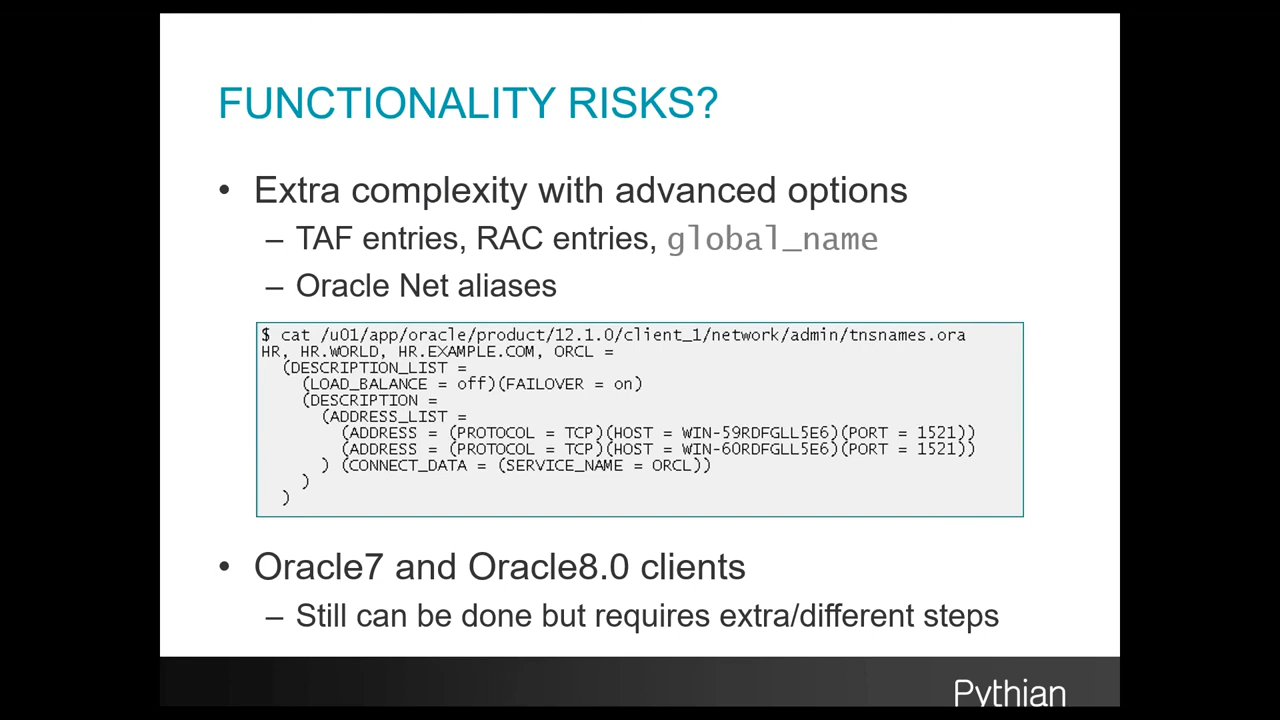 FUNCTIONALITY RISKS?
• Extra complexity with advanced options
– TAF entries, RAC entries, global_name
– Oracle Net aliases
$ cat /u01/app/oracle/product/12.1.0/client_1/network/admin/tnsnames.ora
HR, HR.WORLD, HR.EXAMPLE.COM, ORCL =
(DESCRIPTION_LIST =
(LOAD_BALANCE = off)(FAILOVER = on)
(DESCRIPTION =
(ADDRESS_LIST =
(ADDRESS = (PROTOCOL = TCP)(HOST = WIN-59RDFGLL5E6)(PORT = 1521))
(ADDRESS = (PROTOCOL = TCP)(HOST = WIN-60RDFGLL5E6)(PORT = 1521))
) (CONNECT_DATA = (SERVICE_NAME = ORCL))
)
)
• Oracle7 and Oracle8.0 clients
– Still can be done but requires extra/different steps
Pythian